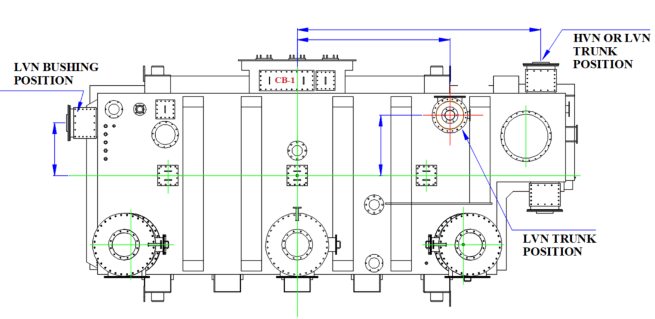 HVN OR LVN
TRUNK
POSITION
LVN BUSHING
POSITION
CB-1
LVN TRUNK
POSITION